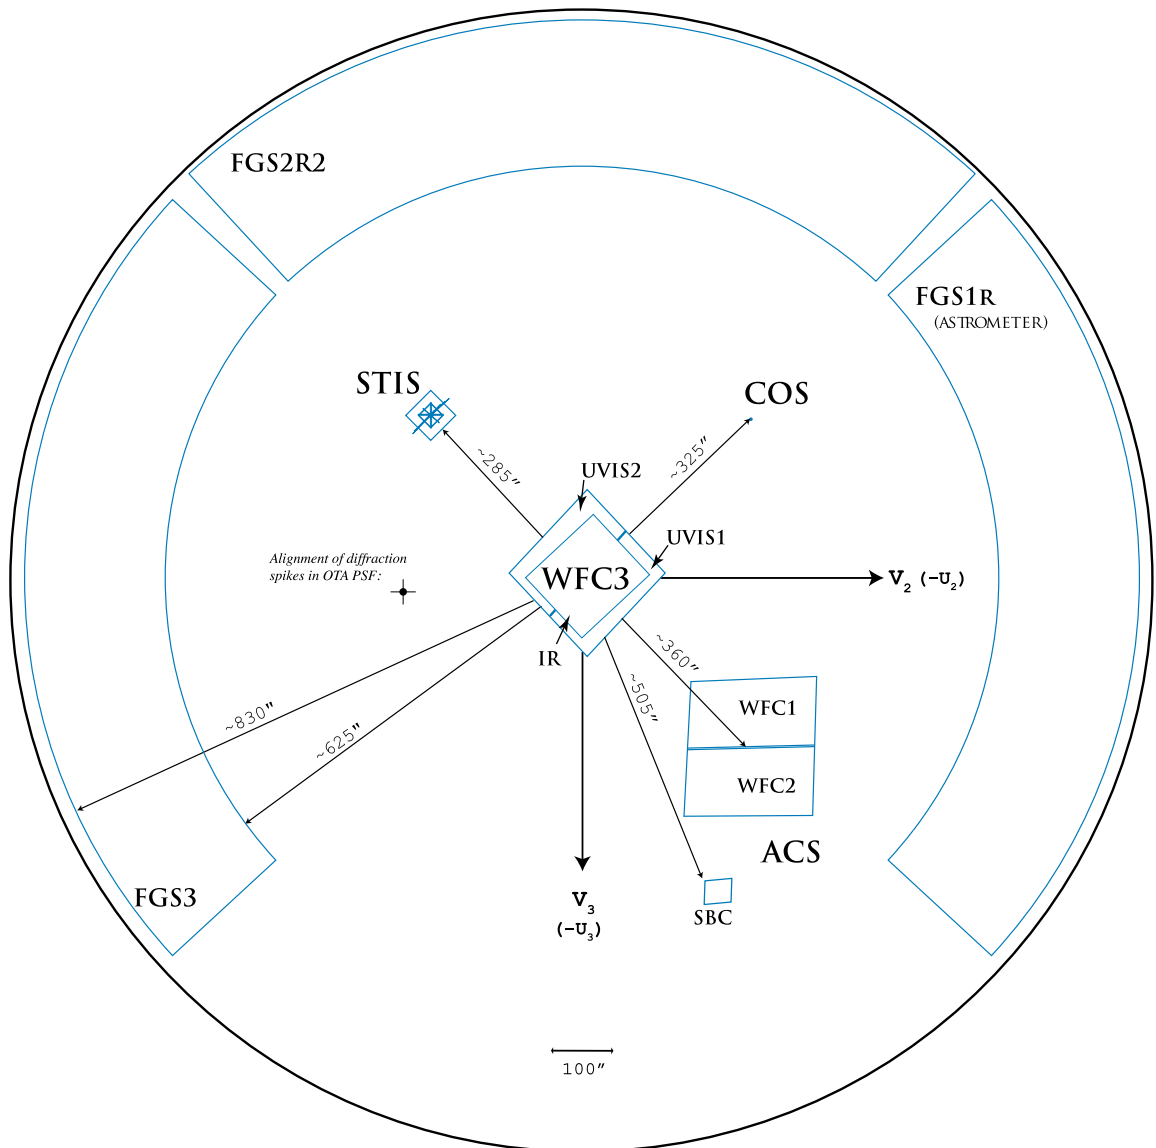 FGS2R2
FGS1R
(ASTROMETER)
STIS
COS
~285″
~325″
UVIS2
UVIS1
Alignment of diffraction
spikes in OTA PSF:
WFC3
V2 (-U2)
IR
~360″
~505″
~830″
~625″
WFC1
WFC2
ACS
FGS3
V3
(-U3)
SBC
100″